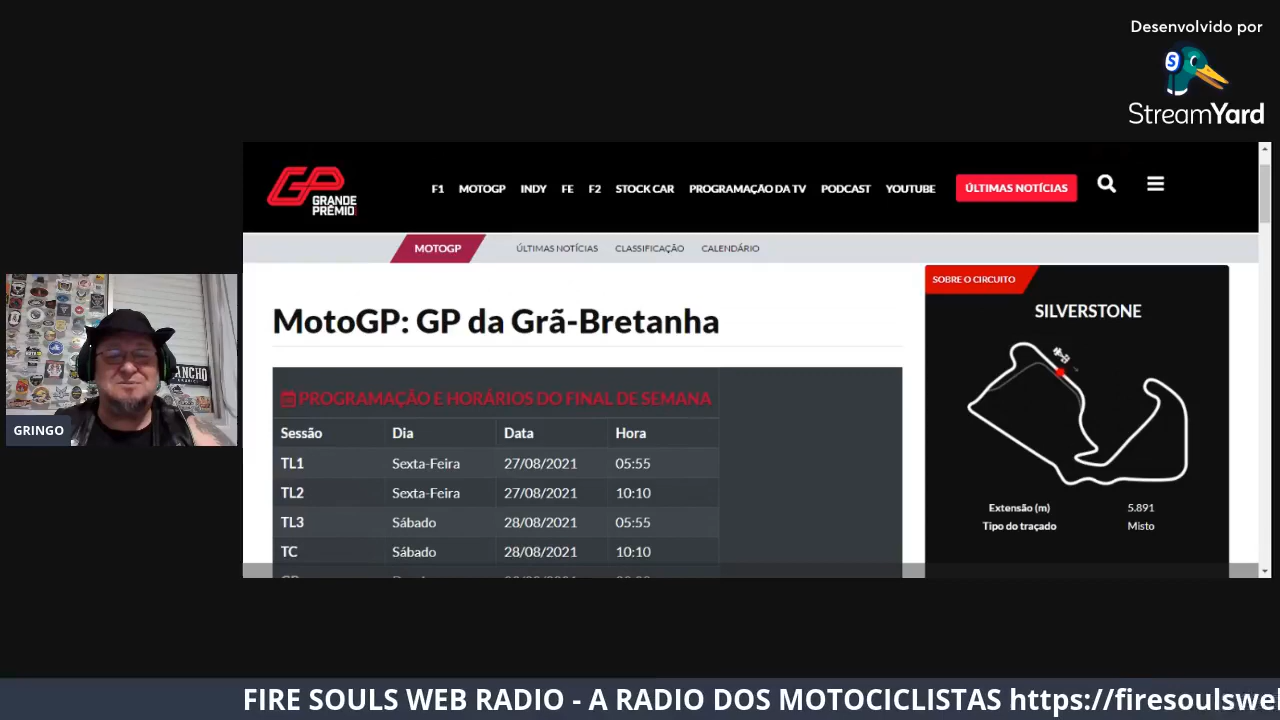 Desenvolvido por
StreamYard
GP GRANDE PRÊMIO
F1 MOTOGP INDY FE F2 STOCK CAR PROGRAMAÇÃO DA TV PODCAST YOUTUBE ÚLTIMAS NOTÍCIAS
MOTOGP ÚLTIMAS NOTÍCIAS CLASSIFICAÇÃO CALENDÁRIO
SOBRE O CIRCUITO
SILVERSTONE
MotoGP: GP da Grã-Bretanha
PROGRAMAÇÃO E HORÁRIOS DO FINAL DE SEMANA
Sessão Dia Data Hora
TL1 Sexta-Feira 27/08/2021 05:55
TL2 Sexta-Feira 27/08/2021 10:10
TL3 Sábado 28/08/2021 05:55
TC Sábado 28/08/2021 10:10
Extensão (m) 5.891
Tipo do traçado Misto
GRINGO
FIRE SOULS WEB RADIO - A RADIO DOS MOTOCICLISTAS https://firesoulswe